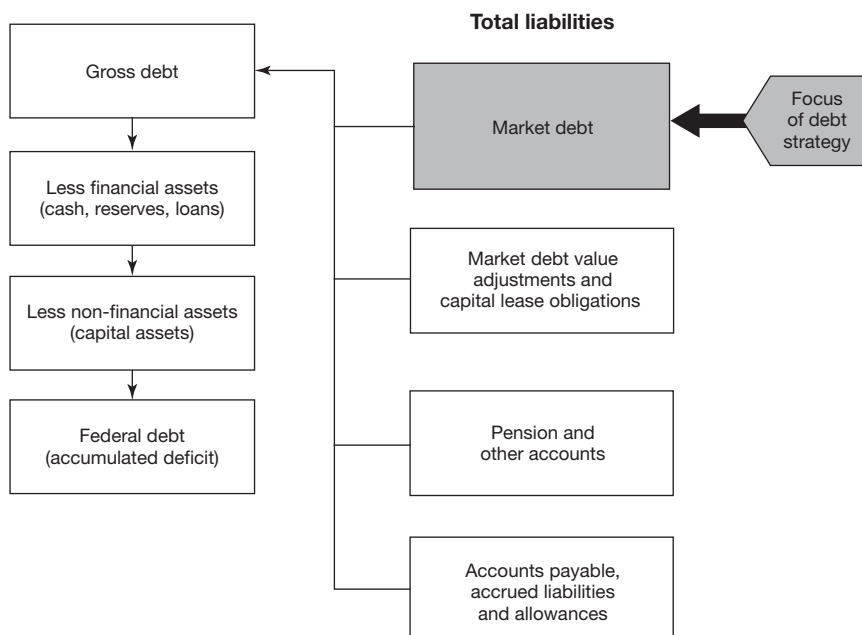 Total liabilities
Gross debt
Less financial assets
(cash, reserves, loans)
Less non-financial assets
(capital assets)
Federal debt
(accumulated deficit)
Market debt
Focus
of debt
strategy
Market debt value
adjustments and
capital lease obligations
Pension and
other accounts
Accounts payable,
accrued liabilities
and allowances